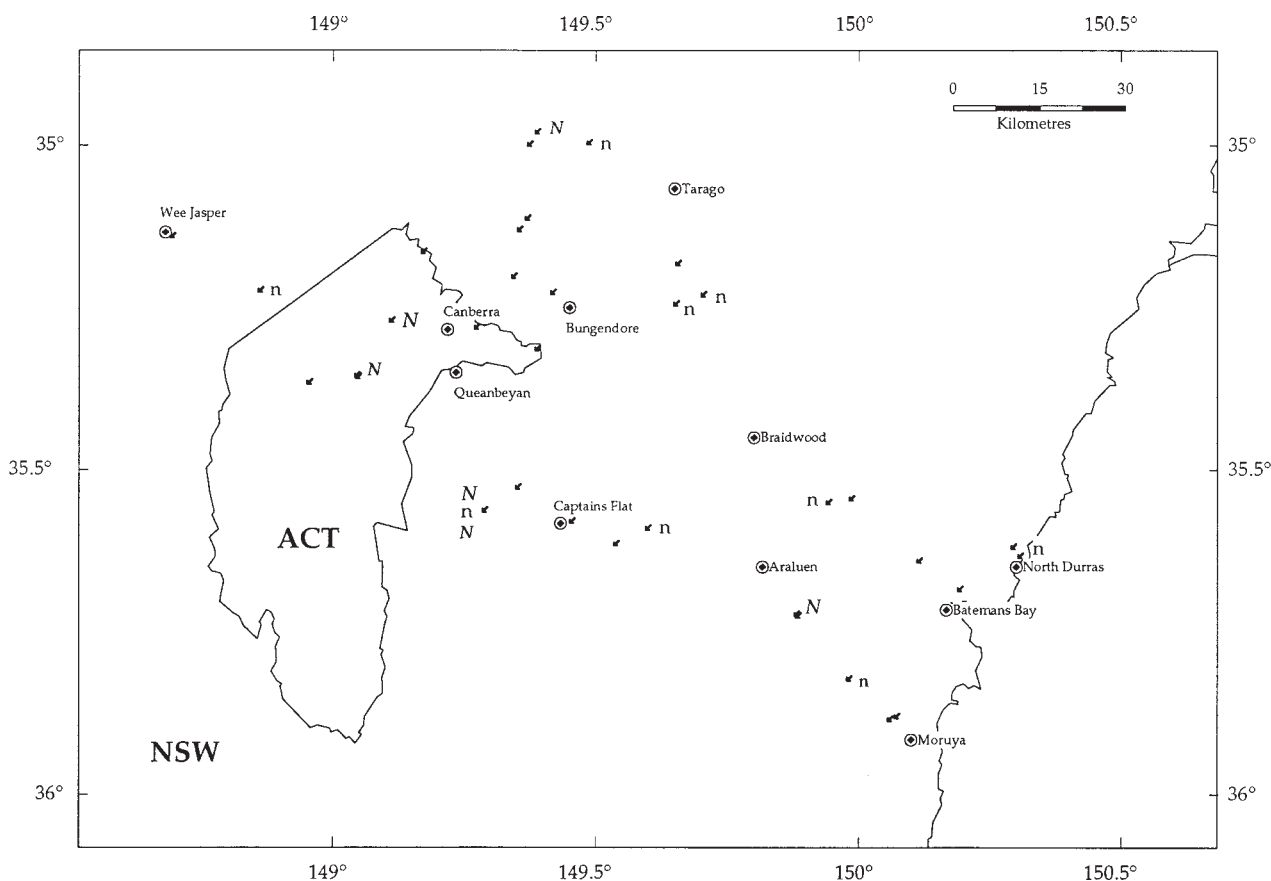 149° 149.5° 150° 150.5°
0 15 30
Kilometres
N
35° n 35°
Tarago
Wee Jasper
n n
n
Canberra
N
Bungendore
N
Queanbeyan
Braidwood
35.5° 35.5°
N
n n
Captains Flat
N n
ACT n
Araluen North Durras
N Batemans Bay
n
NSW Moruya
36° 36°
149° 149.5° 150° 150.5°